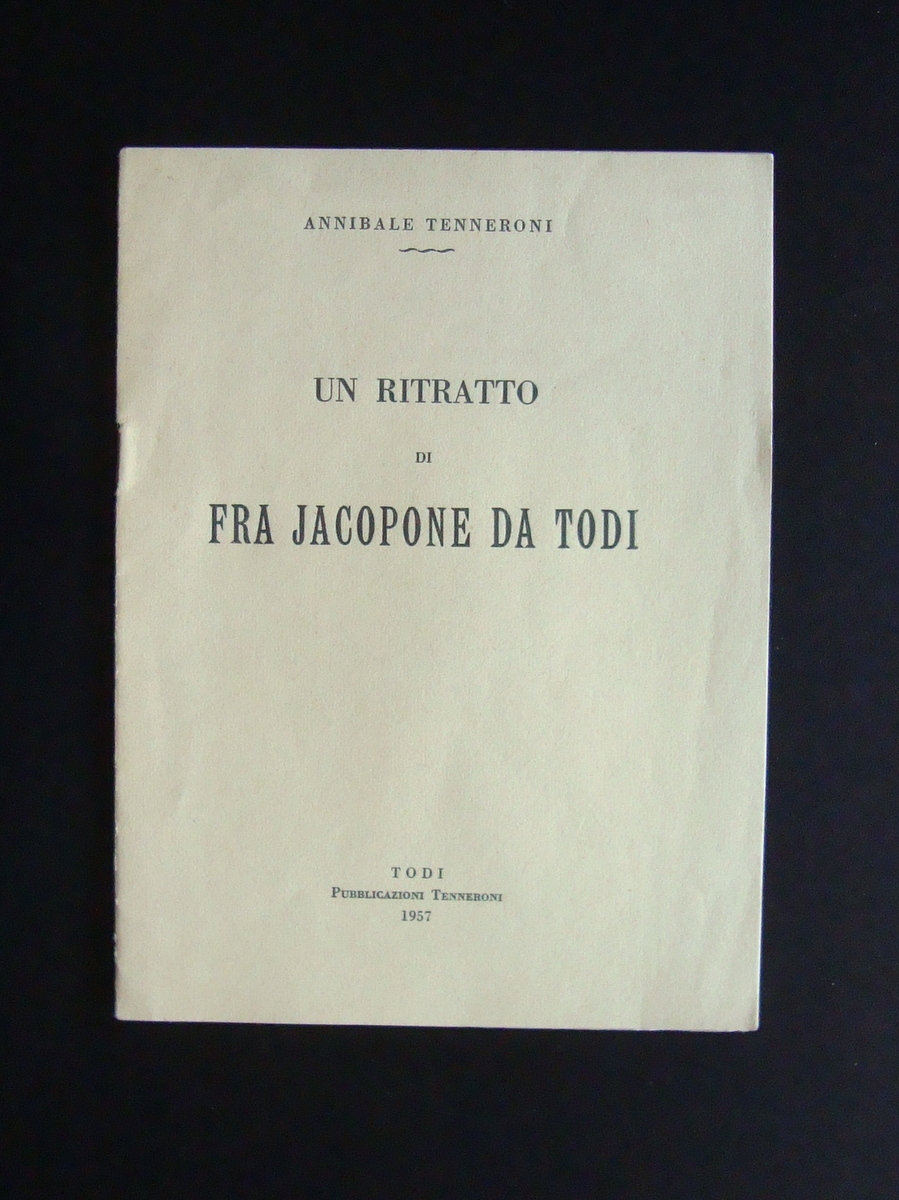 ANNIBALE TENNERONI
UN RITRATTO
DI
FRA JACOPONE DA TODI
TODI
PUBBLICAZIONI TENNERONI
1957